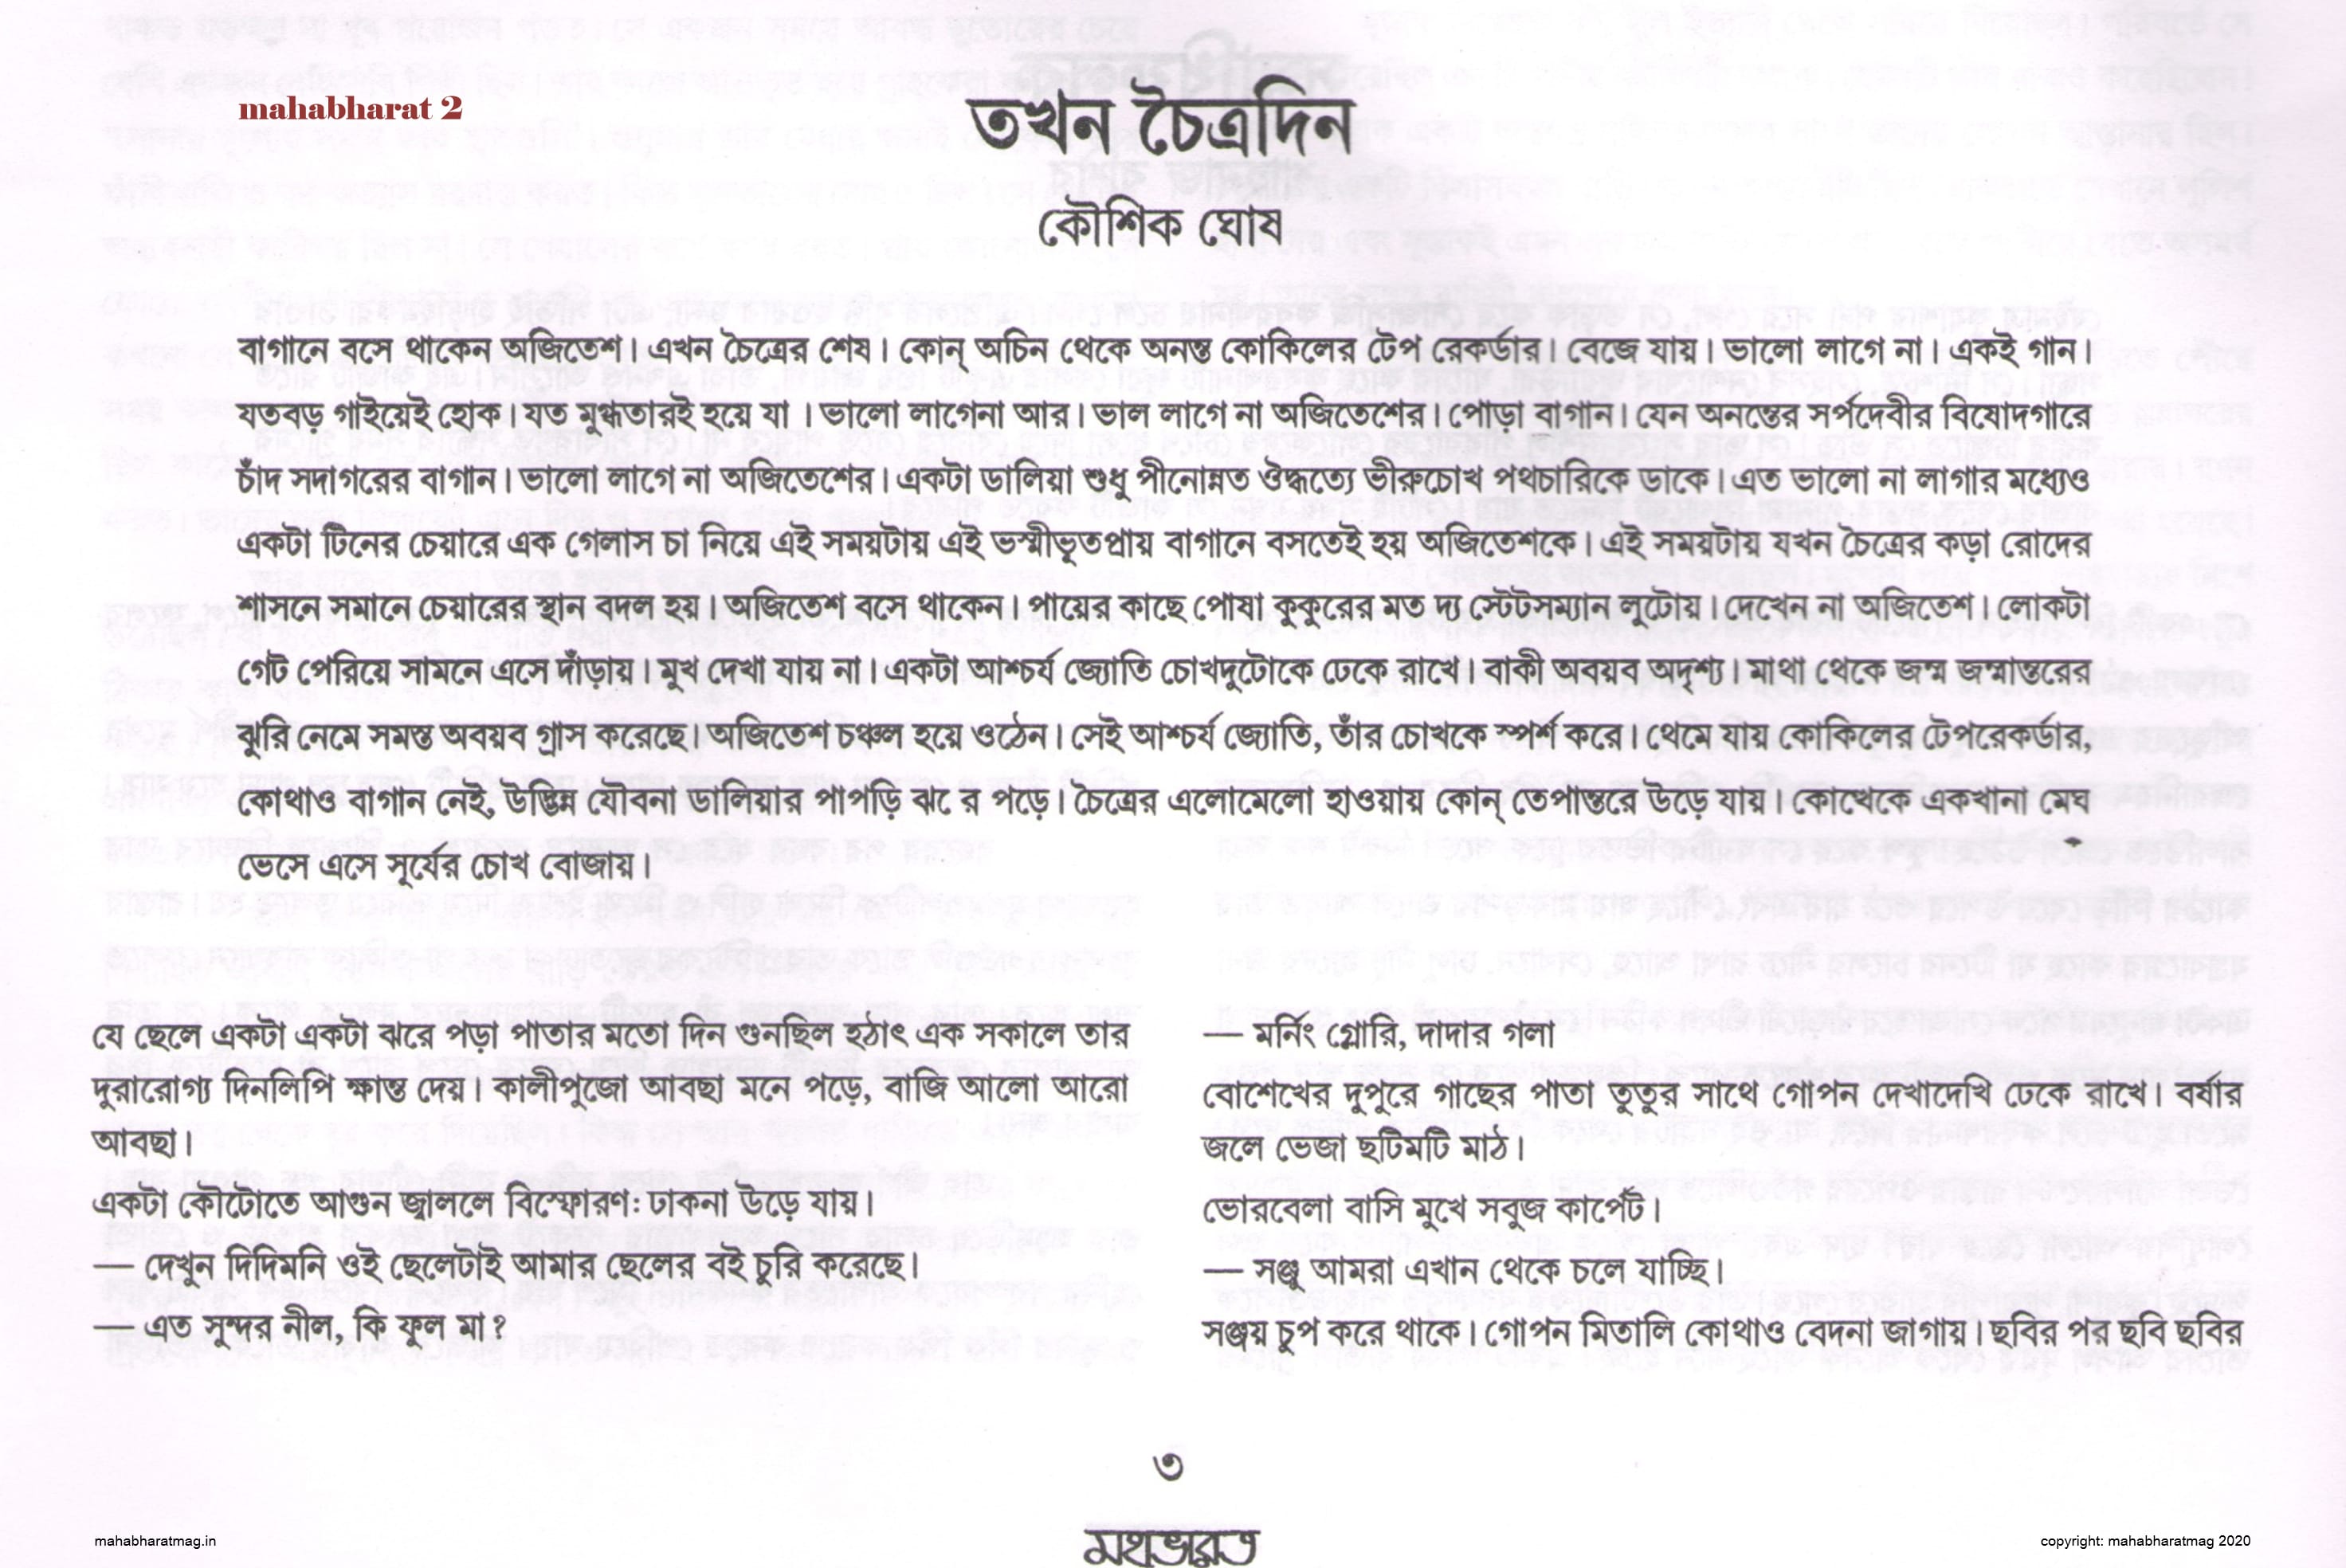 mahabharat 2
তখন চৈত্রদিন
কৌশিক ঘোষ
বাগানে বসে থাকেন অজিতেশ। এখন চৈত্রের শেষ। কোন্ অচিন থেকে অনন্ত কোকিলের টেপ রেকর্ডার। বেজে যায়। ভালো লাগে না। একই গান।
যতবড় গাইয়েই হোক। যত মুগ্ধতারই হয়ে যা । ভালো লাগেনা আর। ভাল লাগে না অজিতেশের। পোড়া বাগান। যেন অনন্তের সর্পদেবীর বিষোদগারে
চাঁদ সদাগরের বাগান। ভালো লাগে না অজিতেশের। একটা ডালিয়া শুধু পীনোন্নত ঔদ্ধত্যে ভীরুচোখ পথচারিকে ডাকে। এত ভালো না লাগার মধ্যেও
একটা টিনের চেয়ারে এক গেলাস চা নিয়ে এই সময়টায় এই ভস্মীভূতপ্রায় বাগানে বসতেই হয় অজিতেশকে। এই সময়টায় যখন চৈত্রের কড়া রোদের
শাসনে সমানে চেয়ারের স্থান বদল হয়। অজিতেশ বসে থাকেন। পায়ের কাছে পোষা কুকুরের মত দ্য স্টেটসম্যান লুটোয়। দেখেন না অজিতেশ। লোকটা
গেট পেরিয়ে সামনে এসে দাঁড়ায়। মুখ দেখা যায় না। একটা আশ্চর্য জ্যোতি চোখদুটোকে ঢেকে রাখে। বাকী অবয়ব অদৃশ্য। মাথা থেকে জন্ম জন্মান্তরের
ঝুরি নেমে সমস্ত অবয়ব গ্রাস করেছে। অজিতেশ চঞ্চল হয়ে ওঠেন। সেই আশ্চর্য জ্যোতি, তাঁর চোখকে স্পর্শ করে। থেমে যায় কোকিলের টেপরেকর্ডার,
কোথাও বাগান নেই, উদ্ভিন্ন যৌবনা ডালিয়ার পাপড়ি ঝ রে পড়ে। চৈত্রের এলোমেলো হাওয়ায় কোন্ তেপান্তরে উড়ে যায়। কোত্থেকে একখানা মেঘ
ভেসে এসে সূর্যের চোখ বোজায়।
যে ছেলে একটা একটা ঝরে পড়া পাতার মতো দিন গুনছিল হঠাৎ এক সকালে তার
দুরারোগ্য দিনলিপি ক্ষান্ত দেয়। কালীপুজো আবছা মনে পড়ে, বাজি আলো আরো
আবছা।
একটা কৌটোতে আগুন জ্বাললে বিস্ফোরণ: ঢাকনা উড়ে যায়।
— দেখুন দিদিমনি ওই ছেলেটাই আমার ছেলের বই চুরি করেছে।
— এত সুন্দর নীল, কি ফুল মা?
— মর্নিং গ্লোরি, দাদার গলা
বোশেখের দুপুরে গাছের পাতা তুতুর সাথে গোপন দেখাদেখি ঢেকে রাখে। বর্ষার
জলে ভেজা ছটিমটি মাঠ।
ভোরবেলা বাসি মুখে সবুজ কার্পেট।
— সঞ্জু আমরা এখান থেকে চলে যাচ্ছি।
সঞ্জয় চুপ করে থাকে। গোপন মিতালি কোথাও বেদনা জাগায়। ছবির পর ছবি ছবির
৩
mahabharatmag.in
মহাভারত
copyright: mahabharatmag 2020